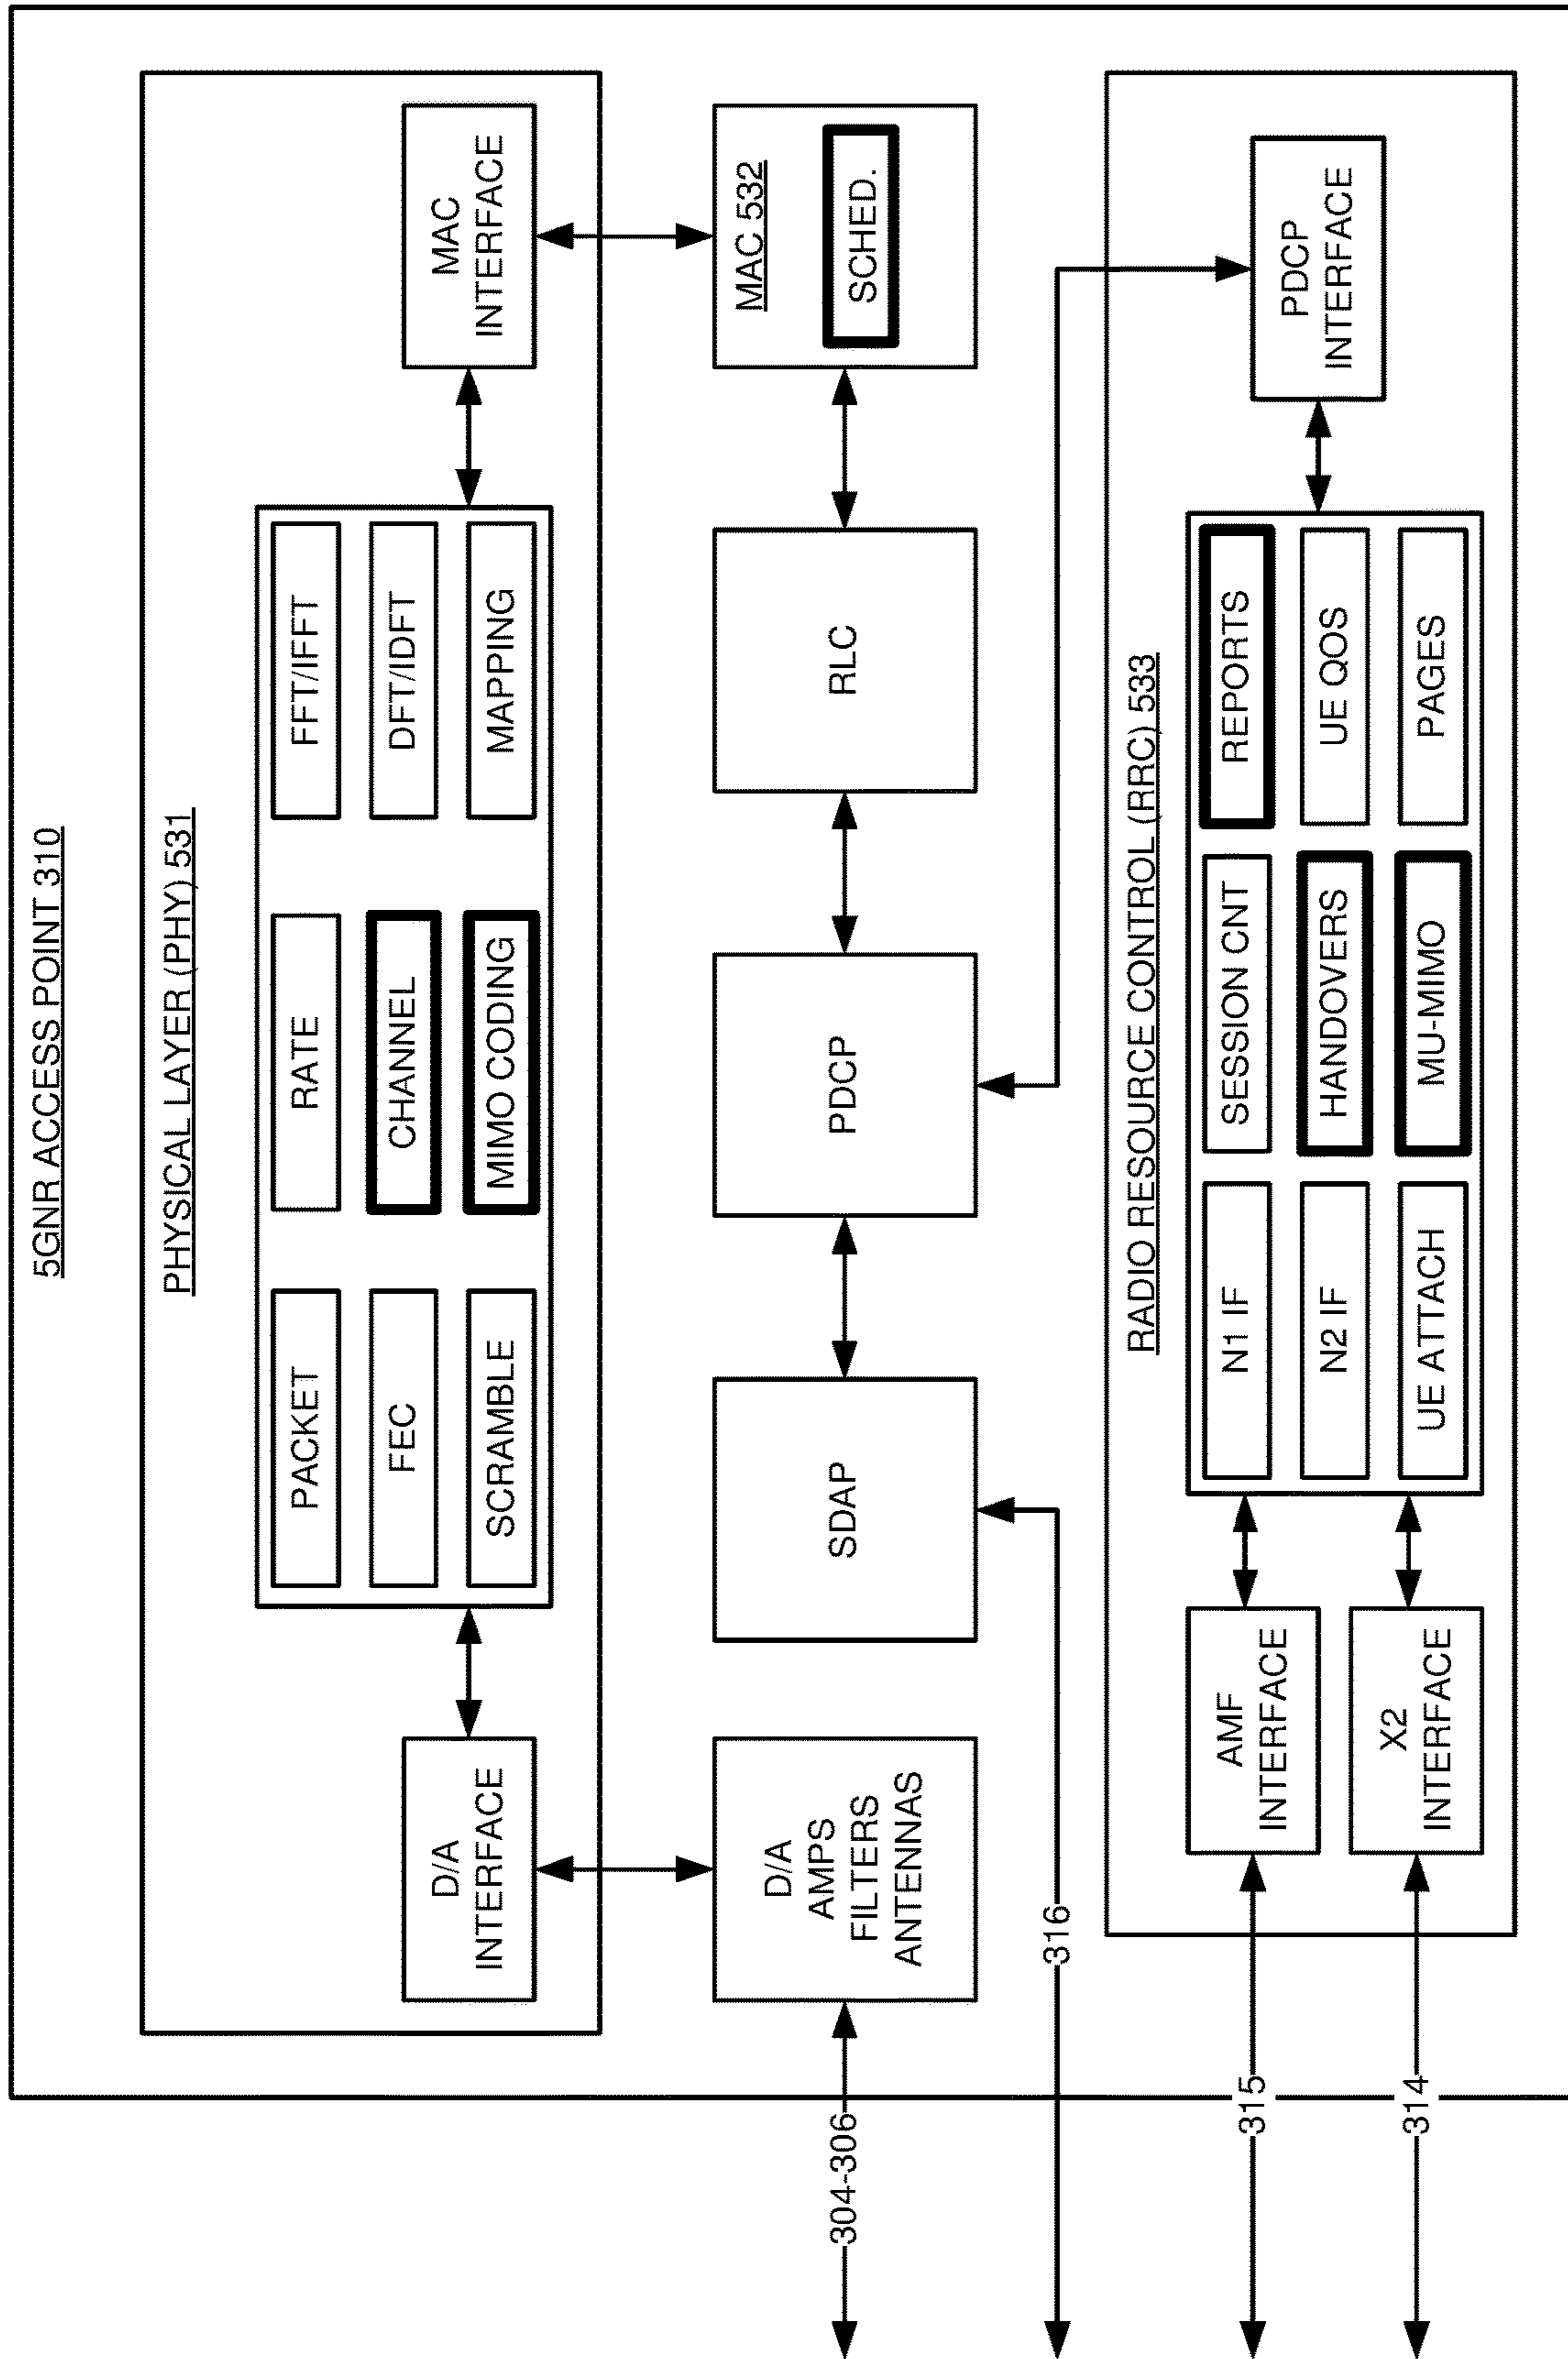 5GNR ACCESS POINT 310
PHYSICAL LAYER (PHY) 531
PACKET
RATE
FFT/IFFT
FEC
CHANNEL
DFT/IDFT
SCRAMBLE
MIMO CODING
MAPPING
D/A
INTERFACE
MAC
INTERFACE
304-306
D/A
AMPS
FILTERS
ANTENNAS
SDAP
PDCP
RLC
MAC 532
SCHED.
316
RADIO RESOURCE CONTROL (RRC) 533
315
AMF
INTERFACE
314
X2
INTERFACE
N1 IF
SESSION CNT
REPORTS
N2 IF
HANDOVERS
UE QOS
UE ATTACH
MU-MIMO
PAGES
PDCP
INTERFACE